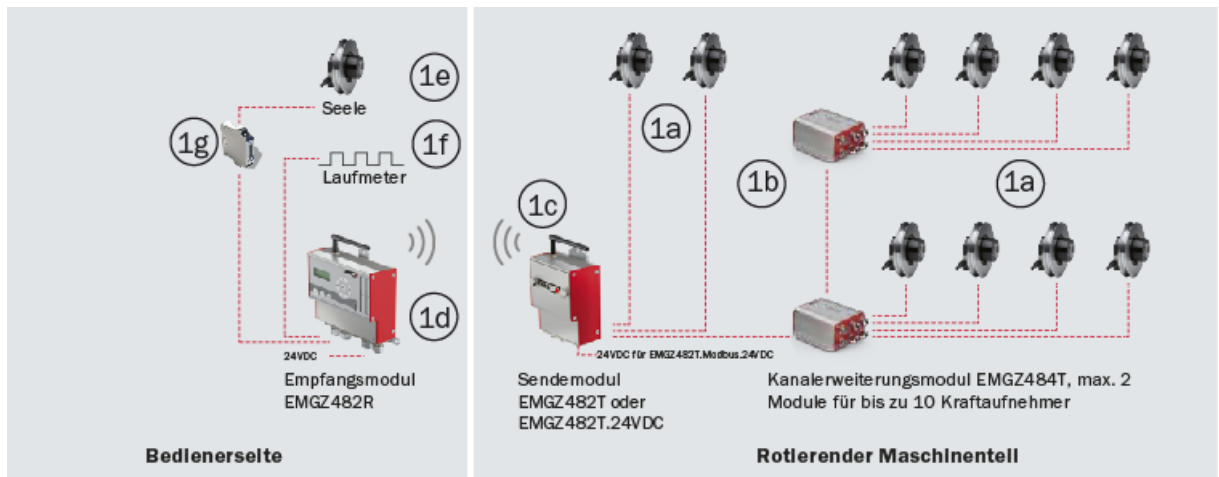 1e
Seele
1g
1f
Laufmeter
1d
24VDC
Empfangsmodul
EMGZ482R
Bedienerseite
1a
1b
1a
1c
24VDC für EMGZ482T.Modbus.24VDC
Sendemodul
EMGZ482T oder
EMGZ482T.24VDC
Kanalerweiterungsmodul EMGZ484T, max. 2
Module für bis zu 10 Kraftaufnehmer
Rotierender Maschinenteil